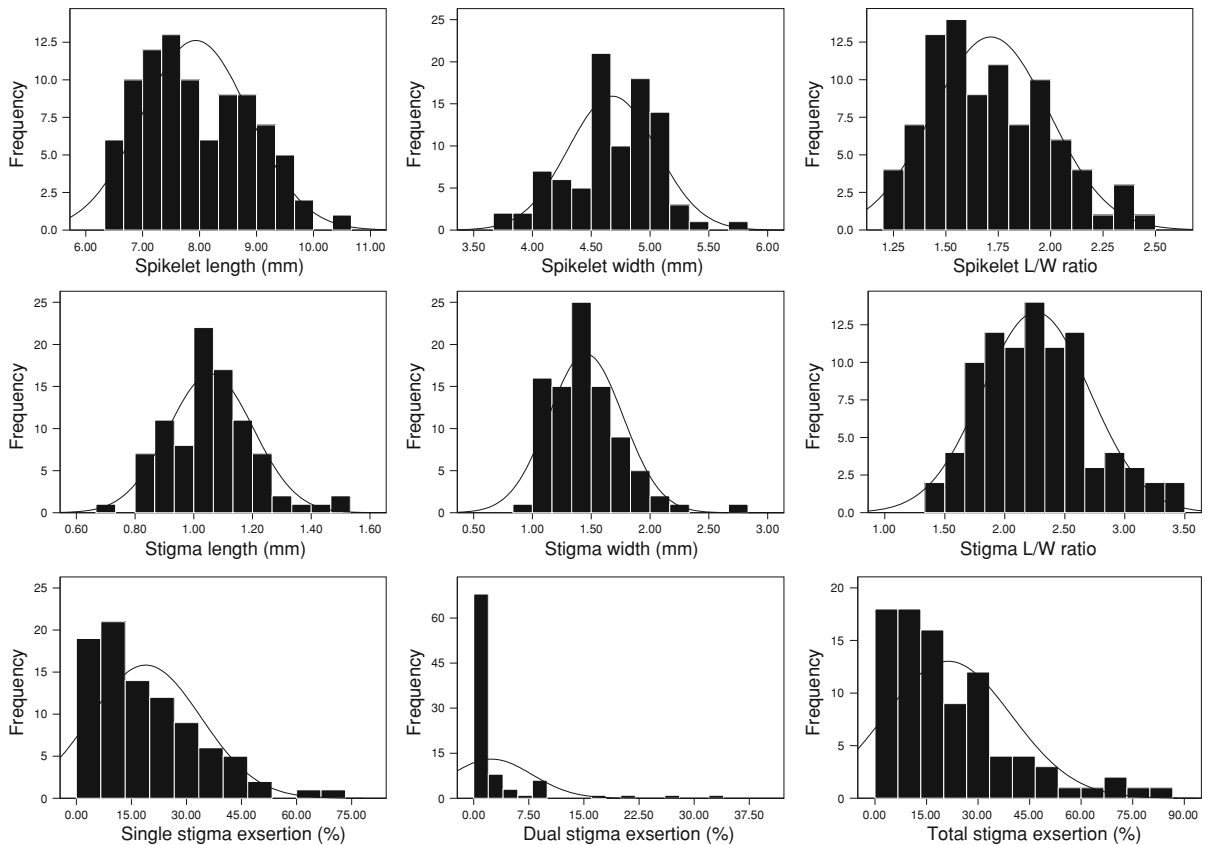 Frequency
12.5
10.0
7.5
5.0
2.5
0.0
6.00 7.00 8.00 9.00 10.00 11.00
Spikelet length (mm)
Frequency
25
20
15
10
5
0
3.50 4.00 4.50 5.00 5.50 6.00
Spikelet width (mm)
Frequency
12.5
10.0
7.5
5.0
2.5
0.0
1.25 1.50 1.75 2.00 2.25 2.50
Spikelet L/W ratio
Frequency
25
20
15
10
5
0
0.60 0.80 1.00 1.20 1.40 1.60
Stigma length (mm)
Frequency
25
20
15
10
5
0
0.50 1.00 1.50 2.00 2.50 3.00
Stigma width (mm)
Frequency
12.5
10.0
7.5
5.0
2.5
0.0
1.00 1.50 2.00 2.50 3.00 3.50
Stigma L/W ratio
Frequency
25
20
15
10
5
0
0.00 15.00 30.00 45.00 60.00 75.00
Single stigma exsertion (%)
Frequency
60
45
30
15
0
0.00 7.50 15.00 22.50 30.00 37.50
Dual stigma exsertion (%)
Frequency
20
15
10
5
0
0.00 15.00 30.00 45.00 60.00 75.00 90.00
Total stigma exsertion (%)